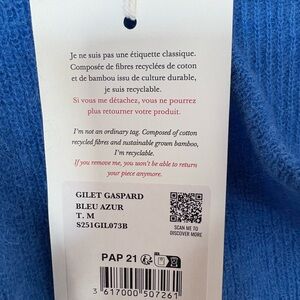 Je ne suis pas une étiquette classique.
Composée de fibres recyclées de coton
et de bambou issu de culture durable,
je suis recyclable.
Si vous me détachez, vous ne pourrez
plus retourner votre produit.
I'm not an ordinary tag. Composed of cotton
recycled fibres and sustainable grown bamboo,
I'm recyclable.
If you remove me, you won't be able to return
your piece anymore.
GILET GASPARD
BLEU AZUR
T. M
S251GIL073B
SCAN ME TO
DISCOVER MORE
PAP 21
3 617000 507261